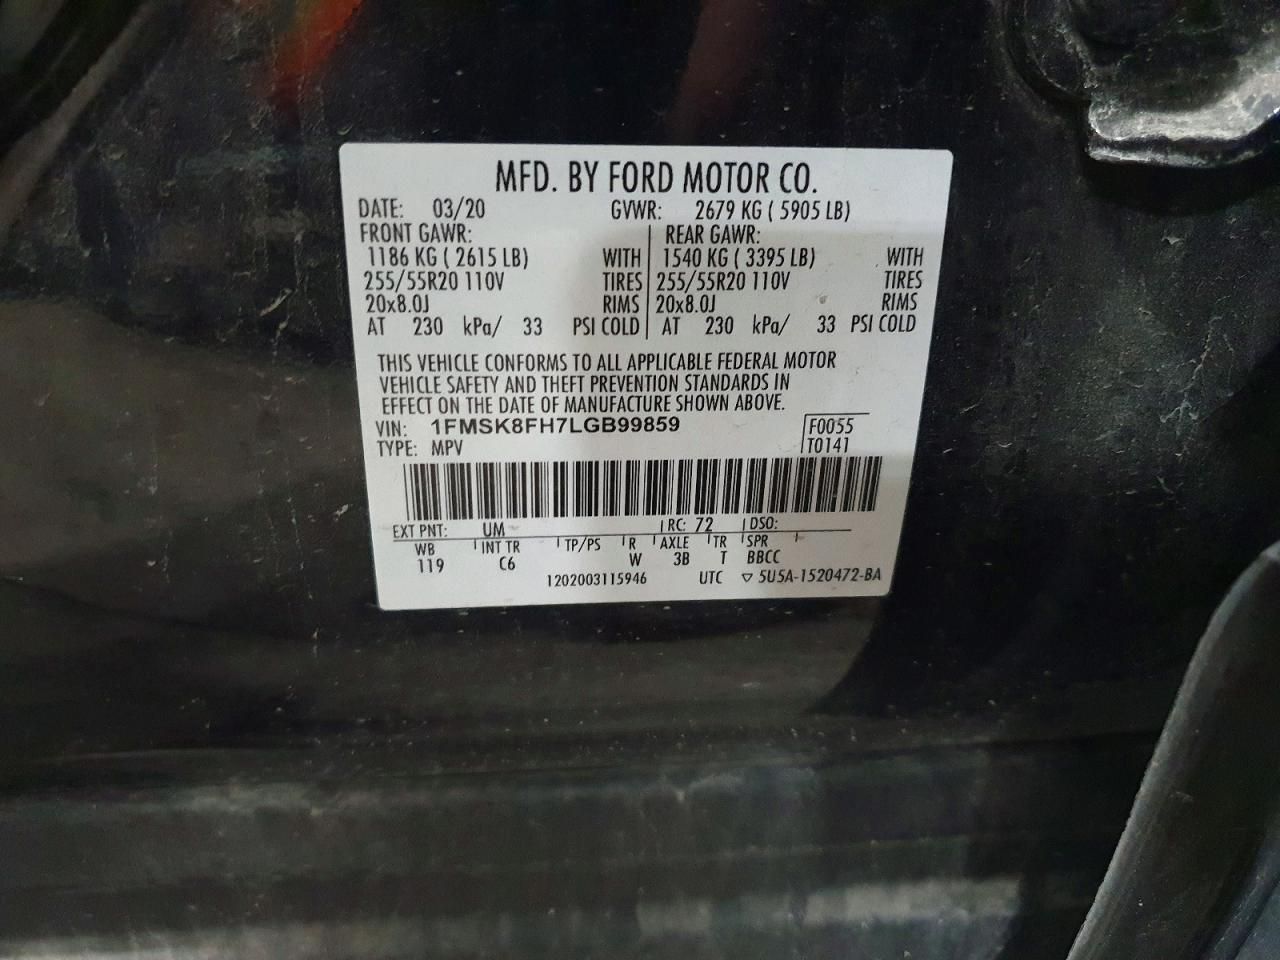 MFD. BY FORD MOTOR CO.
DATE: 03/20 GVWR: 2679 KG ( 5905 LB)
FRONT GAWR: REAR GAWR:
1186 KG ( 2615 LB) WITH 1540 KG ( 3395 LB) WITH
255/55R20 110V TIRES 255/55R20 110V TIRES
20x8.0J RIMS 20x8.0J RIMS
AT 230 kPa/ 33 PSI COLD AT 230 kPa/ 33 PSI COLD
THIS VEHICLE CONFORMS TO ALL APPLICABLE FEDERAL MOTOR
VEHICLE SAFETY AND THEFT PREVENTION STANDARDS IN
EFFECT ON THE DATE OF MANUFACTURE SHOWN ABOVE.
VIN: 1FMSK8FH7LGB99859 F0055
TYPE: MPV T0141
EXT PNT: UM RC: 72 DSO:
WB INT TR TP/PS R AXLE TR SPR
119 C6 W 3B T BBCC
1202003115946 UTC ▽ 5U5A-1520472-BA